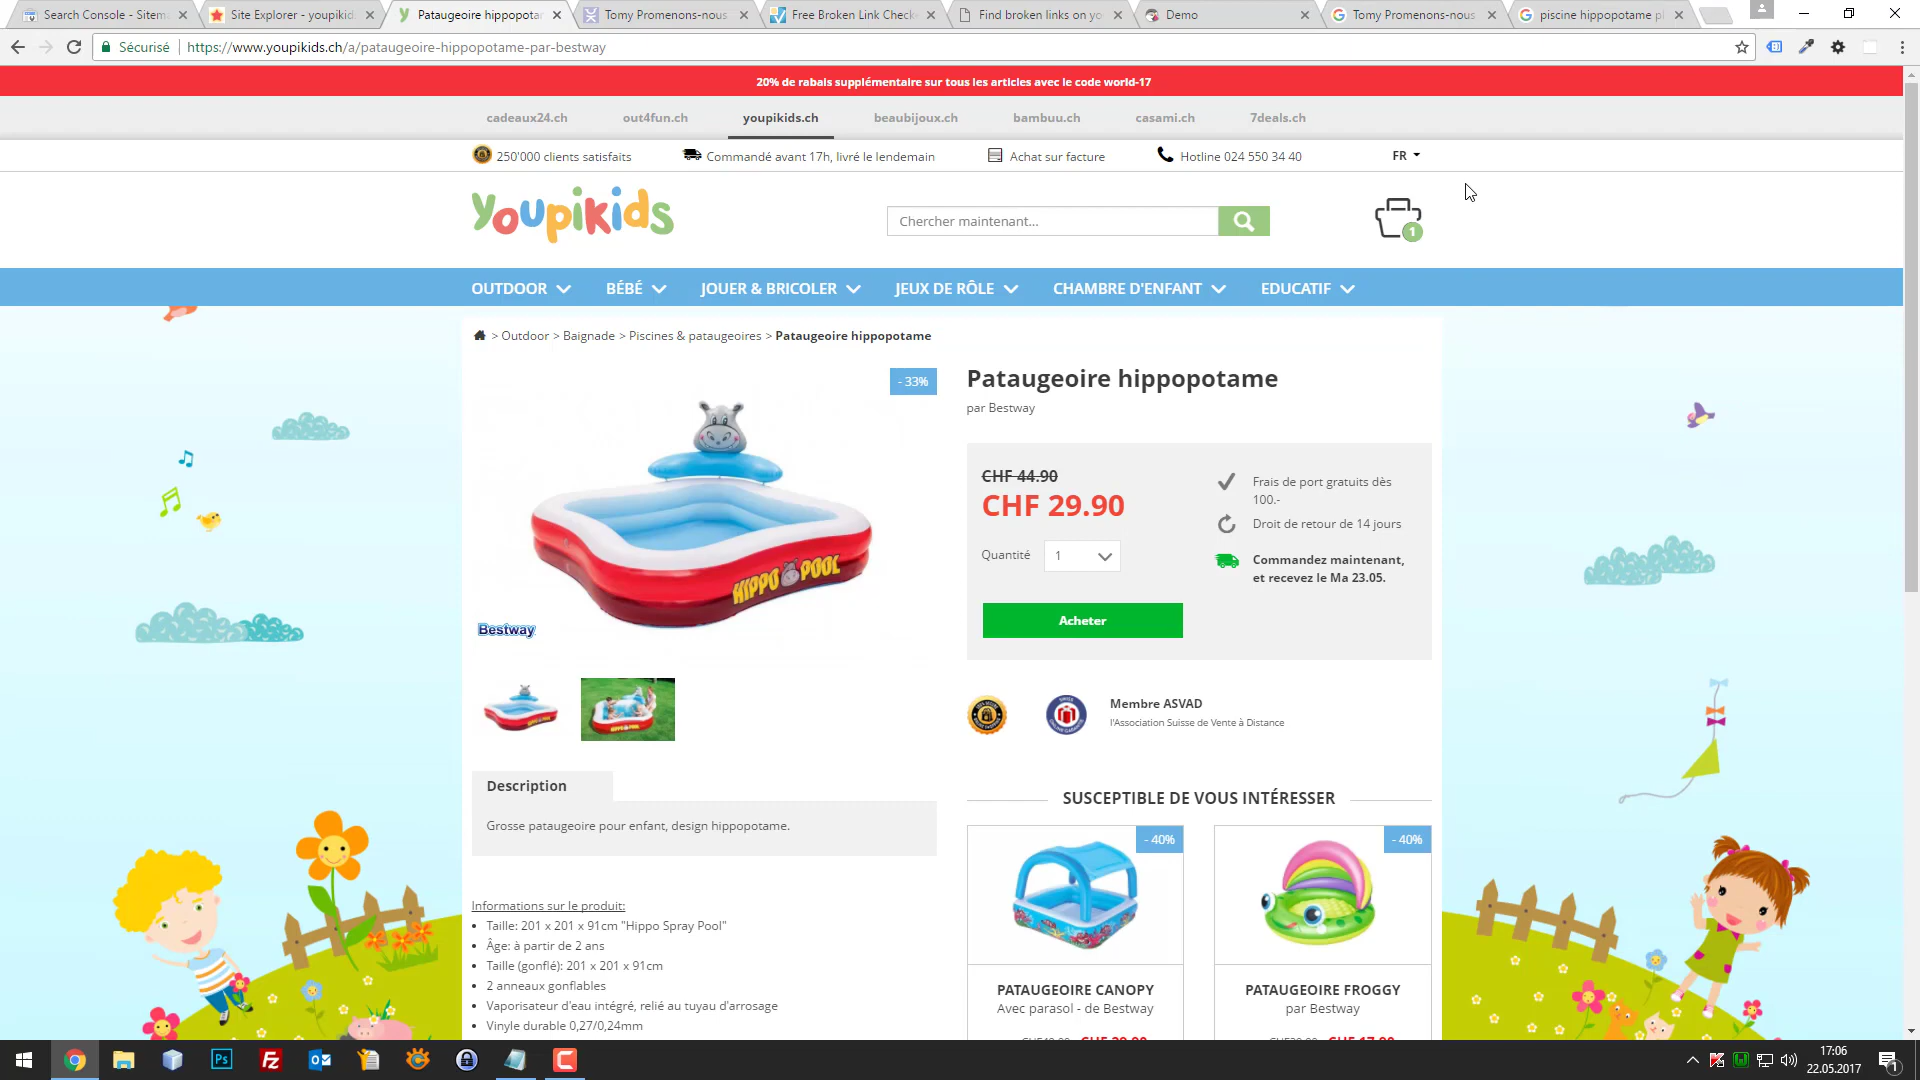 Search Console - Sitem
Site Explorer - youpikid
Pataugeoire hippopotam
Tomy Promenons-nous
Free Broken Link Check
Find broken links on yo
Demo
Tomy Promenons-nous
piscine hippopotame p
Sécurisé
https://www.youpikids.ch/a/pataugeoire-hippopotame-par-bestway
20% de rabais supplémentaire sur tous les articles avec le code world-17
cadeaux24.ch
out4fun.ch
youpikids.ch
beaubijoux.ch
bambuu.ch
casami.ch
7deals.ch
250'000 clients satisfaits
Commandé avant 17h, livré le lendemain
Achat sur facture
Hotline 024 550 34 40
FR
Youpikids
Chercher maintenant...
1
OUTDOOR
BÉBÉ
JOUER & BRICOLER
JEUX DE RÔLE
CHAMBRE D'ENFANT
EDUCATIF
> Outdoor > Baignade > Piscines & pataugeoires > Pataugeoire hippopotame
- 33%
HIPPO POOL
Bestway
Pataugeoire hippopotame
par Bestway
CHF 44.90
CHF 29.90
Quantité
1
Acheter
Frais de port gratuits dès
100.-
Droit de retour de 14 jours
Commandez maintenant,
et recevez le Ma 23.05.
Membre ASVAD
l'Association Suisse de Vente à Distance
Description
Grosse pataugeoire pour enfant, design hippopotame.
Informations sur le produit:
Taille: 201 x 201 x 91cm "Hippo Spray Pool"
Âge: à partir de 2 ans
Taille (gonflé): 201 x 201 x 91cm
2 anneaux gonflables
Vaporisateur d'eau intégré, relié au tuyau d'arrosage
Vinyle durable 0,27/0,24mm
SUSCEPTIBLE DE VOUS INTÉRESSER
- 40%
PATAUGEOIRE CANOPY
Avec parasol - de Bestway
- 40%
PATAUGEOIRE FROGGY
par Bestway
17:06
22.05.2017
1